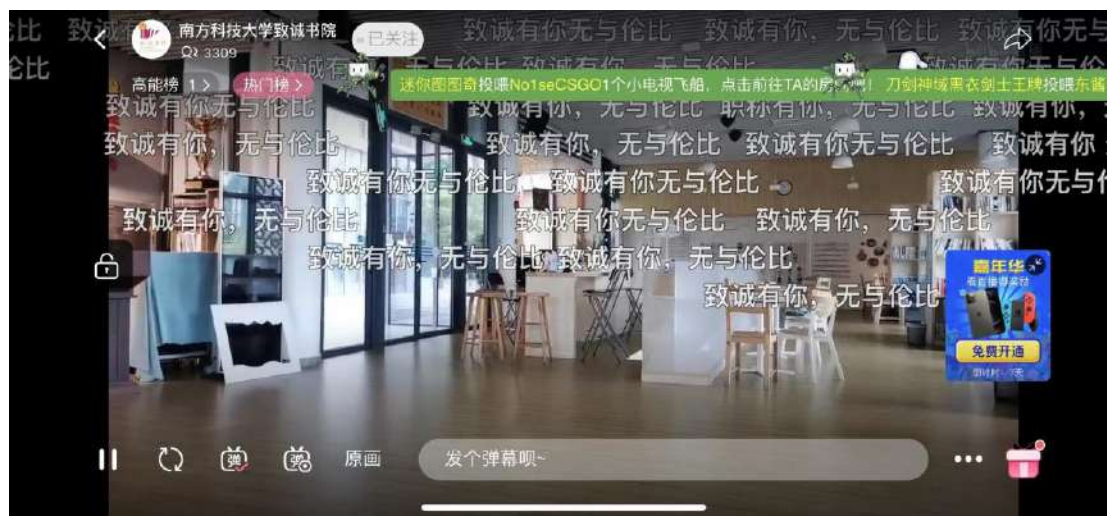 致诚有你无与伦比 致诚有你无与伦比
南方科技大学致诚书院
3309
已关注
高能榜 1 >
热门榜 >
迷你图图奇投喂No1seCSGO1个小电视飞船，点击前往TA的房间吧！ 刀剑神域黑衣剑士王牌投喂东酱
致诚有你无与伦比 致诚有你，无与伦比 职称有你，无与伦比 致诚有你，
致诚有你，无与伦比 致诚有你，无与伦比 致诚有你无与伦比 致诚有你
致诚有你无与伦比 致诚有你无与伦比 致诚有你无与
致诚有你，无与伦比 致诚有你无与伦比 致诚有你，无与伦比
致诚有你，无与伦比 致诚有你，无与伦比
致诚有你，无与伦比
嘉年华
免费开通
原画
发个弹幕呗~